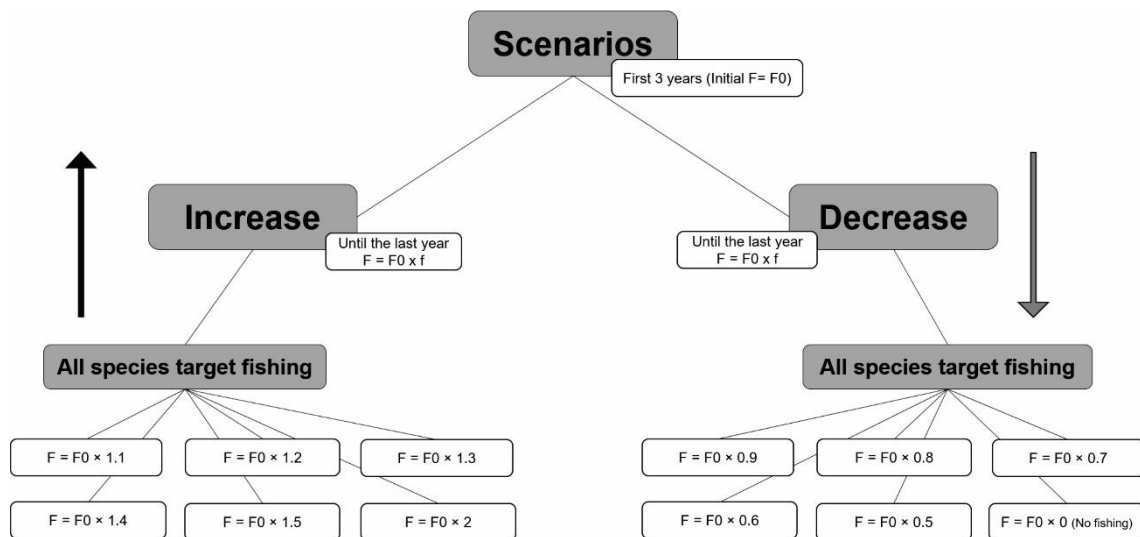 Scenarios
First 3 years (Initial F= F0)
Increase
Until the last year
F = F0 x f
Decrease
Until the last year
F = F0 x f
All species target fishing
All species target fishing
F = F0 × 1.1
F = F0 × 1.2
F = F0 × 1.3
F = F0 × 1.4
F = F0 × 1.5
F = F0 × 2
F = F0 × 0.9
F = F0 × 0.8
F = F0 × 0.7
F = F0 × 0.6
F = F0 × 0.5
F = F0 × 0 (No fishing)